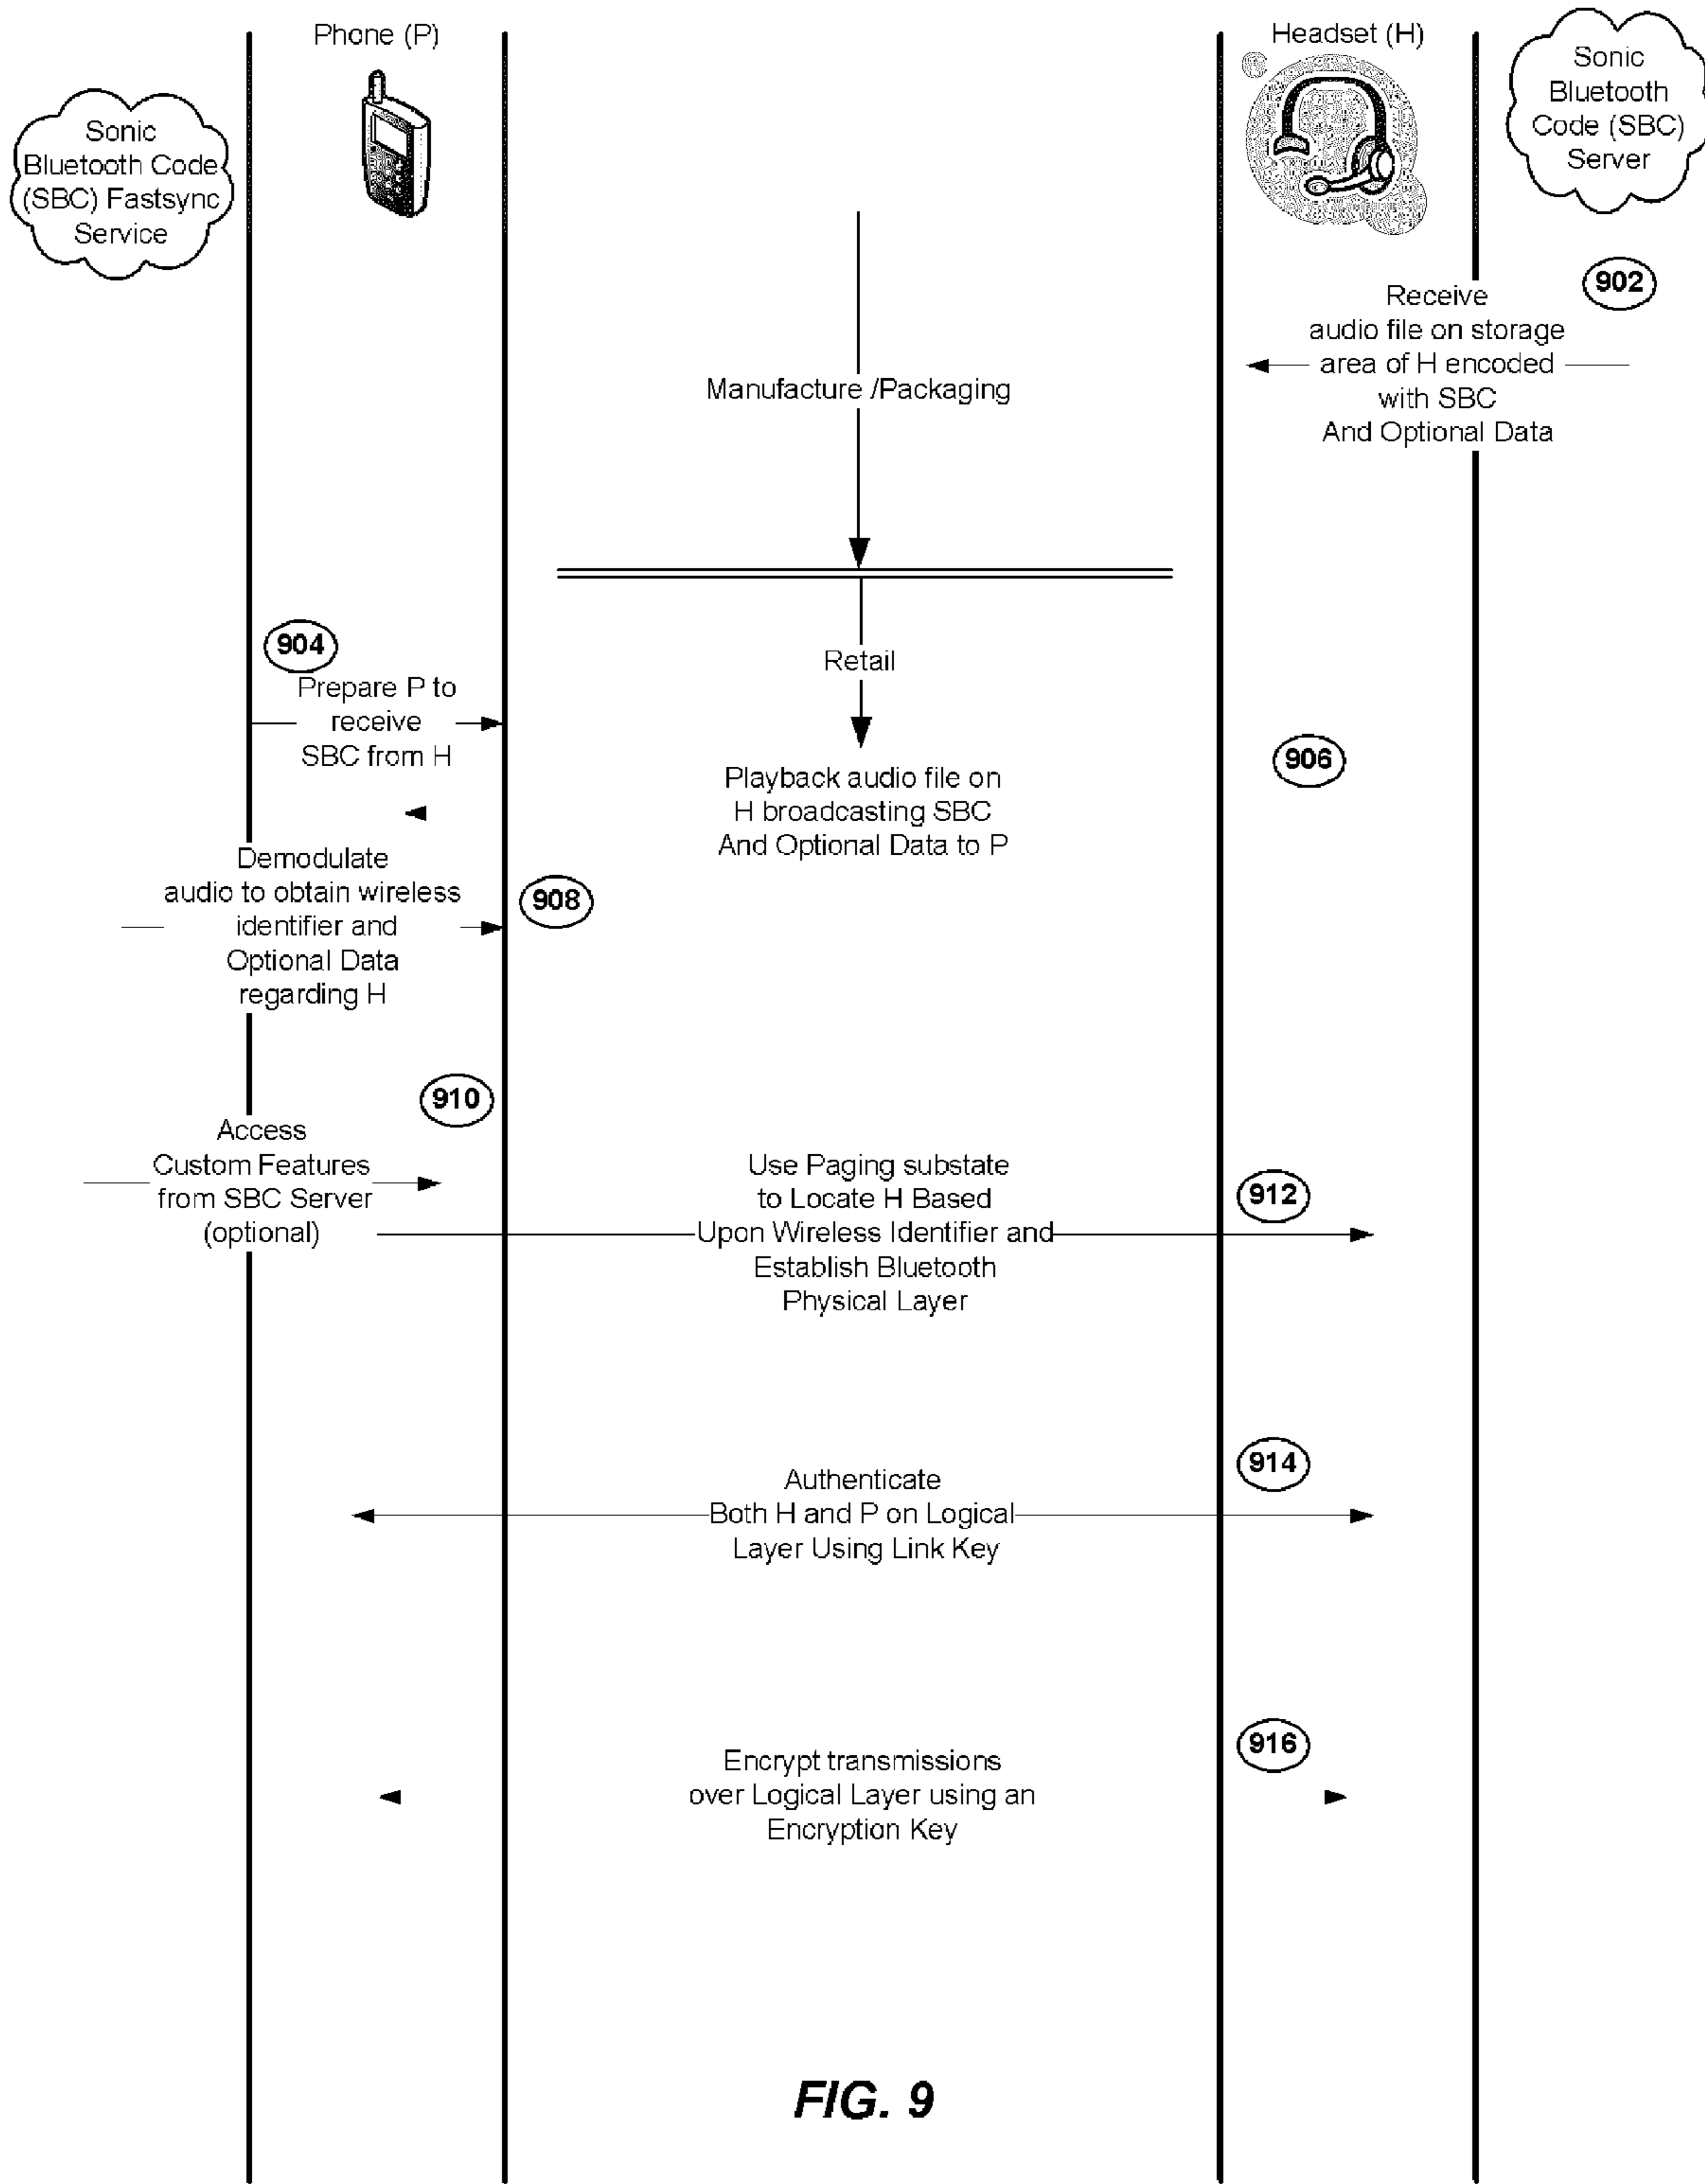 Phone (P)
Headset (H)
Sonic
Bluetooth Code
(SBC) Fastsync
Service
Sonic
Bluetooth
Code (SBC)
Server
902
Receive
audio file on storage
area of H encoded
with SBC
And Optional Data
Manufacture /Packaging
Retail
904
Prepare P to
receive
SBC from H
906
Playback audio file on
H broadcasting SBC
And Optional Data to P
908
Demodulate
audio to obtain wireless
identifier and
Optional Data
regarding H
910
Access
Custom Features
from SBC Server
(optional)
912
Use Paging substate
to Locate H Based
Upon Wireless Identifier and
Establish Bluetooth
Physical Layer
914
Authenticate
Both H and P on Logical
Layer Using Link Key
916
Encrypt transmissions
over Logical Layer using an
Encryption Key
FIG. 9